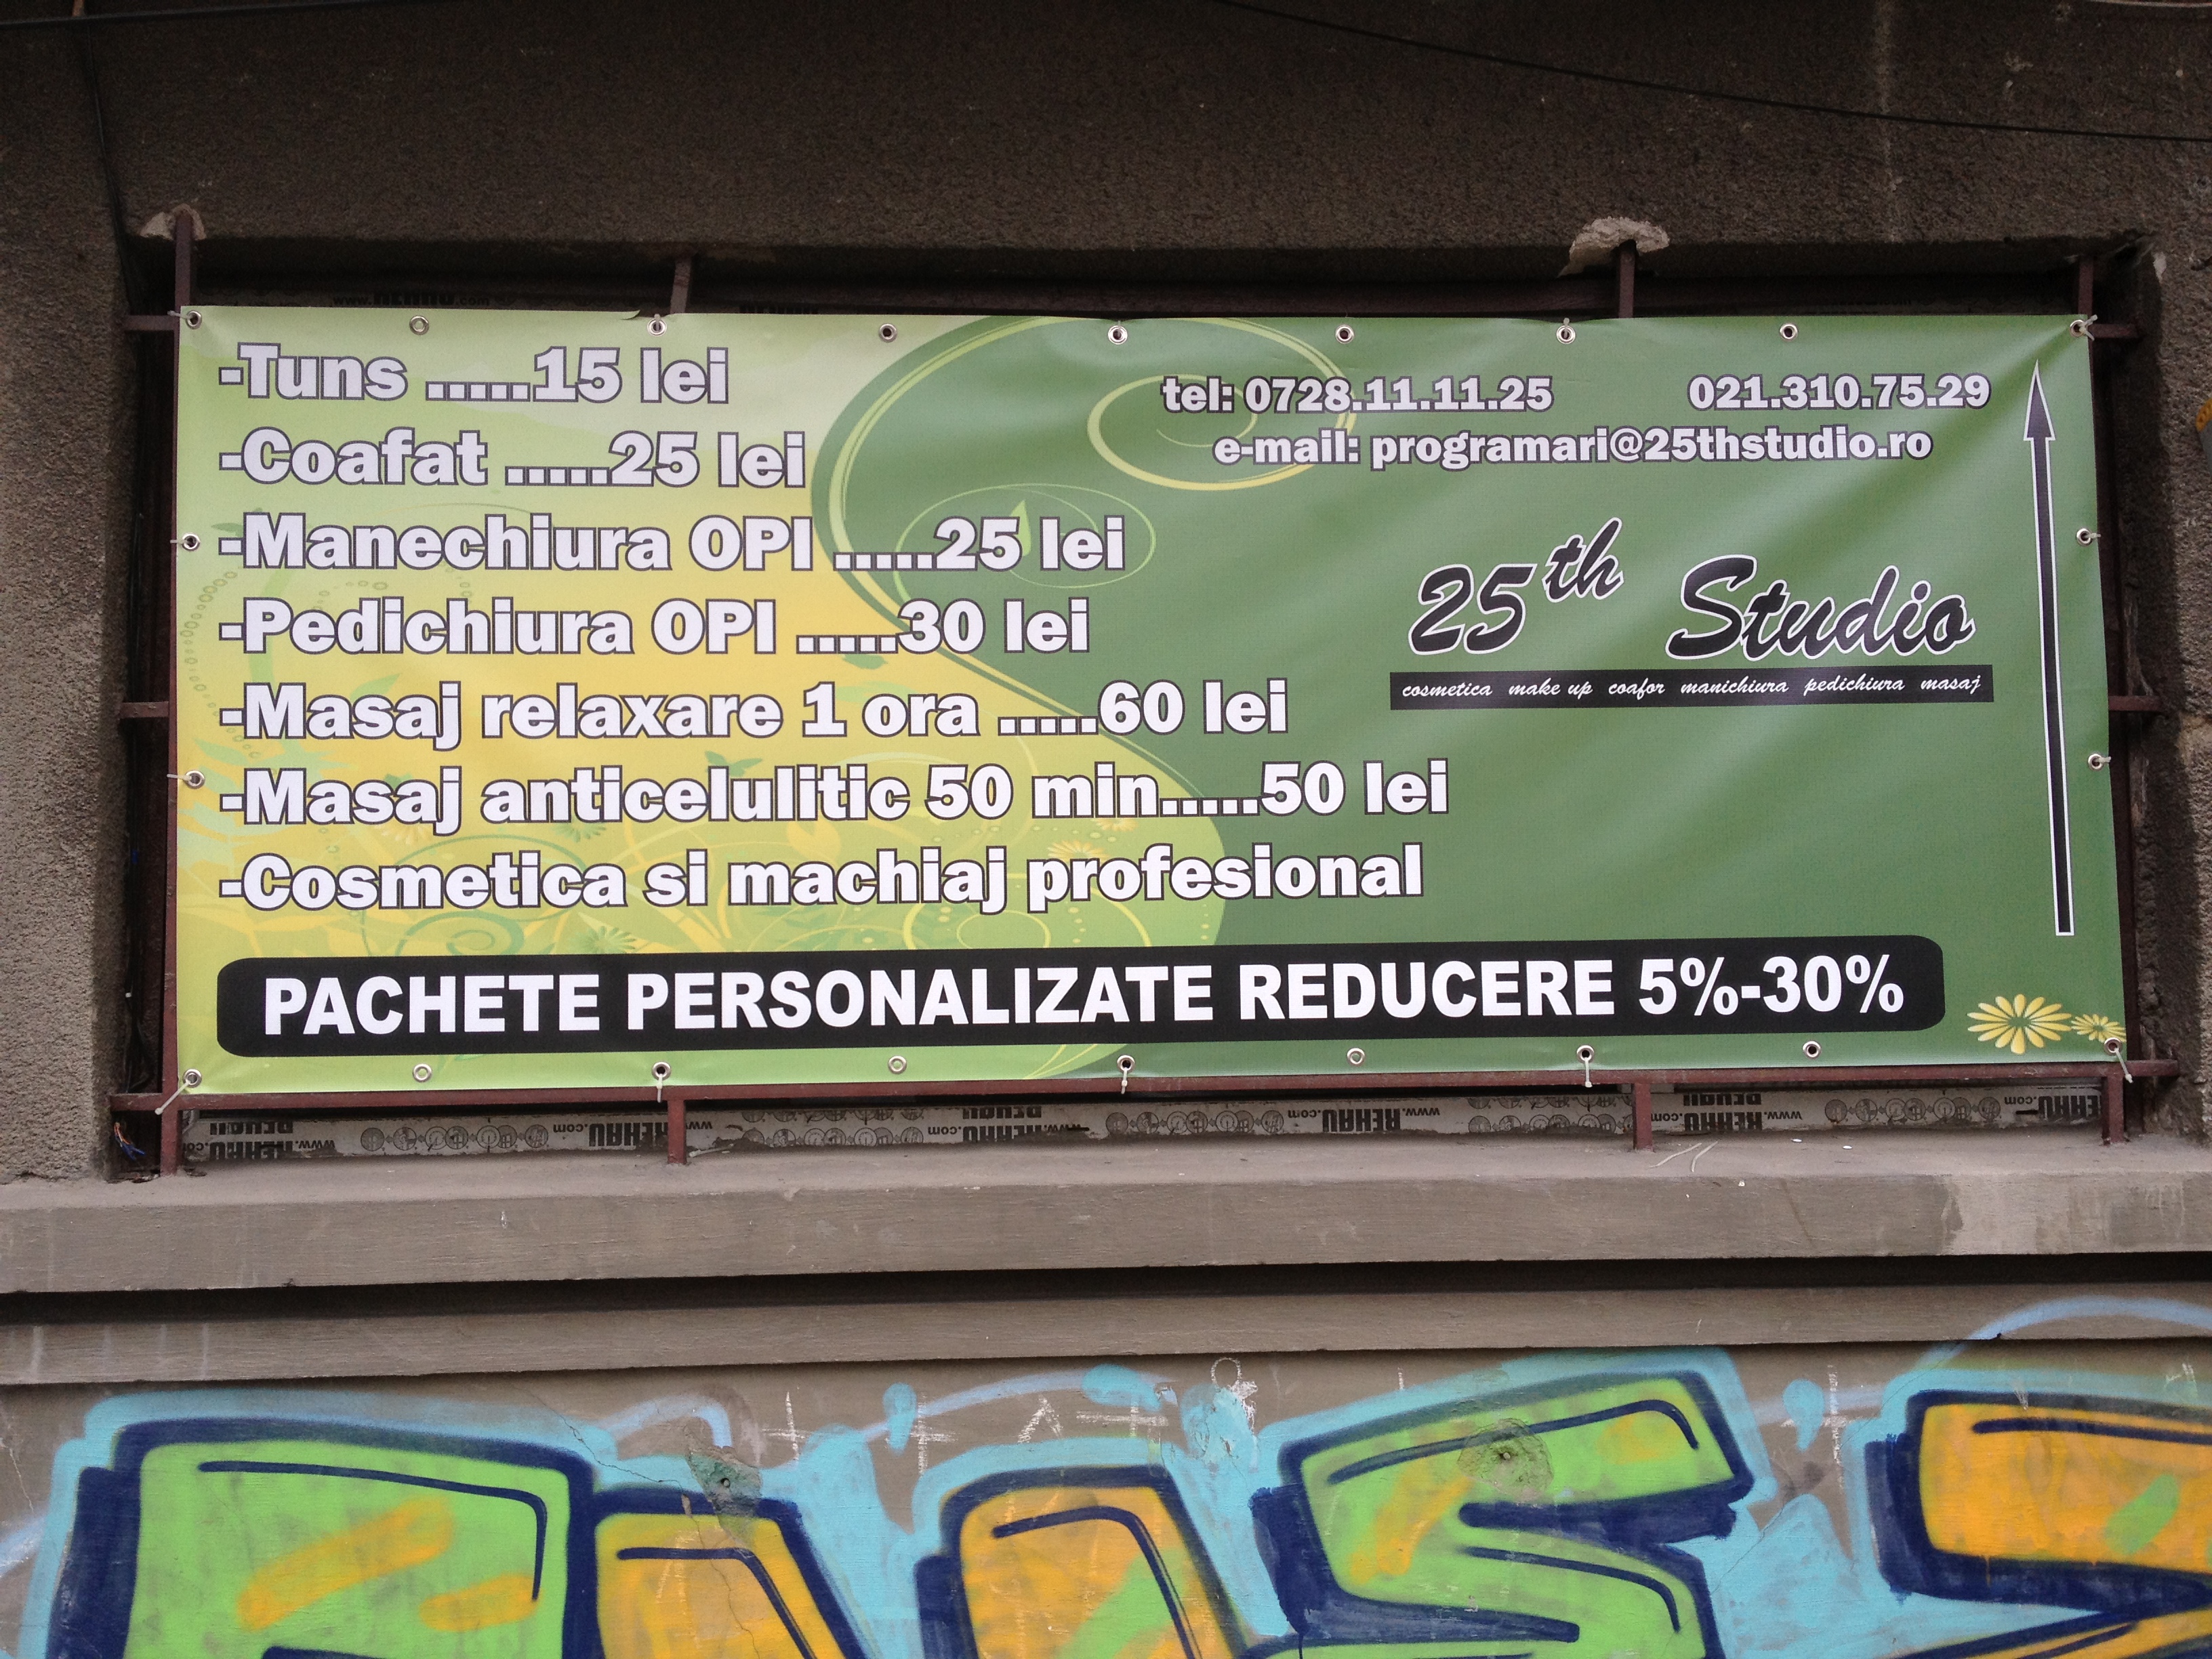 -Tuns .....15 lei
-Coafat .....25 lei
-Manechiura OPI .....25 lei
-Pedichiura OPI .....30 lei
-Masaj relaxare 1 ora .....60 lei
-Masaj anticelulitic 50 min.....50 lei
-Cosmetica si machiaj profesional
tel: 0728.11.11.25 021.310.75.29
e-mail: programari@25thstudio.ro
25th Studio
cosmetica make up coafor manichiura pedichiura masaj
PACHETE PERSONALIZATE REDUCERE 5%-30%
www.REHAU.com